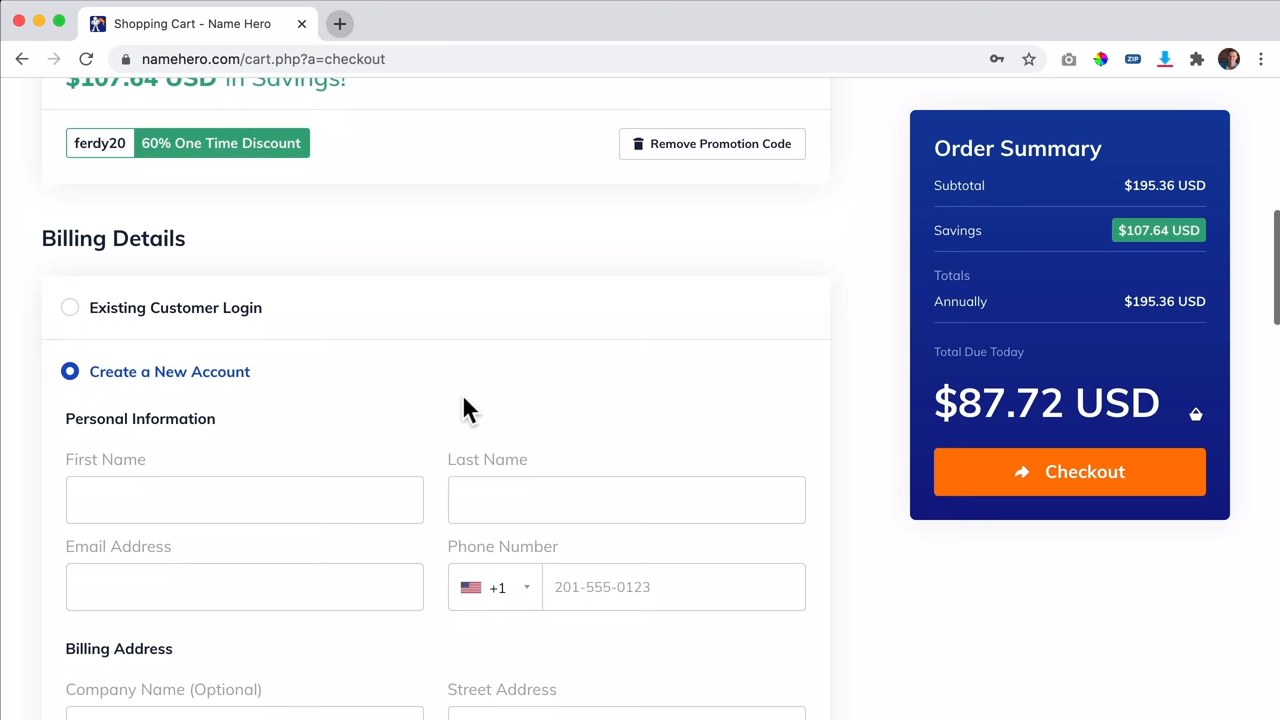 Shopping Cart - Name Hero
namehero.com/cart.php?a=checkout
ZIP
$107.64 USD in Savings!
ferdy20 60% One Time Discount
Remove Promotion Code
Billing Details
Existing Customer Login
Create a New Account
Personal Information
First Name
Last Name
Email Address
Phone Number
+1
201-555-0123
Billing Address
Company Name (Optional)
Street Address
Order Summary
Subtotal $195.36 USD
Savings $107.64 USD
Totals
Annually $195.36 USD
Total Due Today
$87.72 USD
Checkout